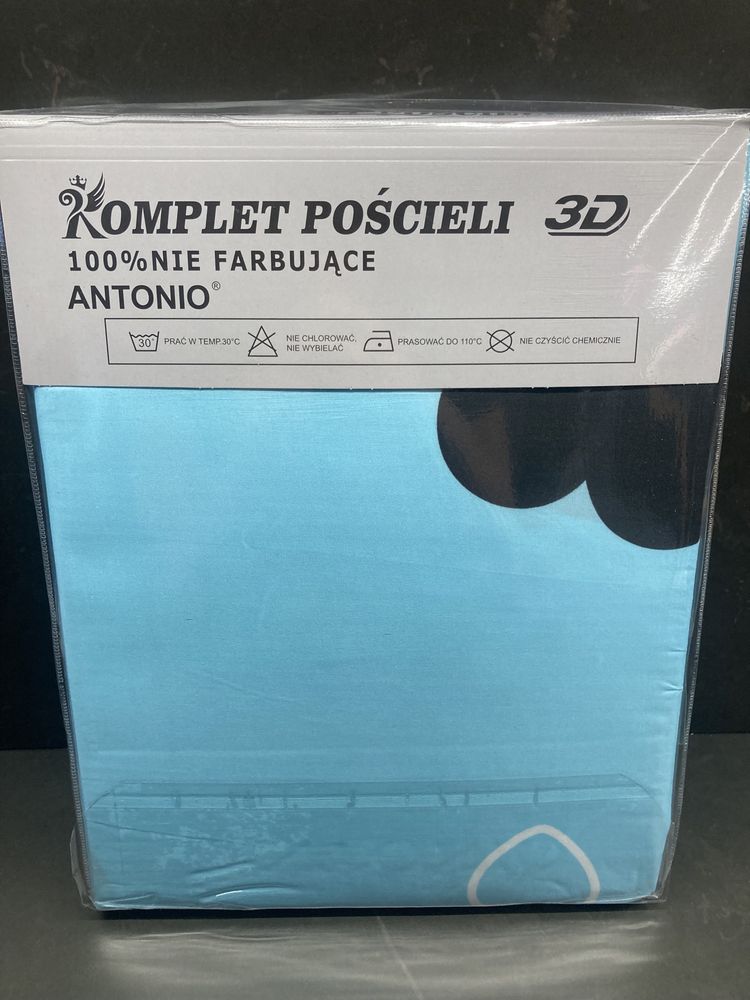 KOMPLET POŚCIELI 3D
100%NIE FARBUJĄCE
ANTONIO®
30° PRAĆ W TEMP.30°C NIE CHLOROWAĆ, NIE WYBIELAĆ PRASOWAĆ DO 110°C NIE CZYŚCIĆ CHEMICZNIE